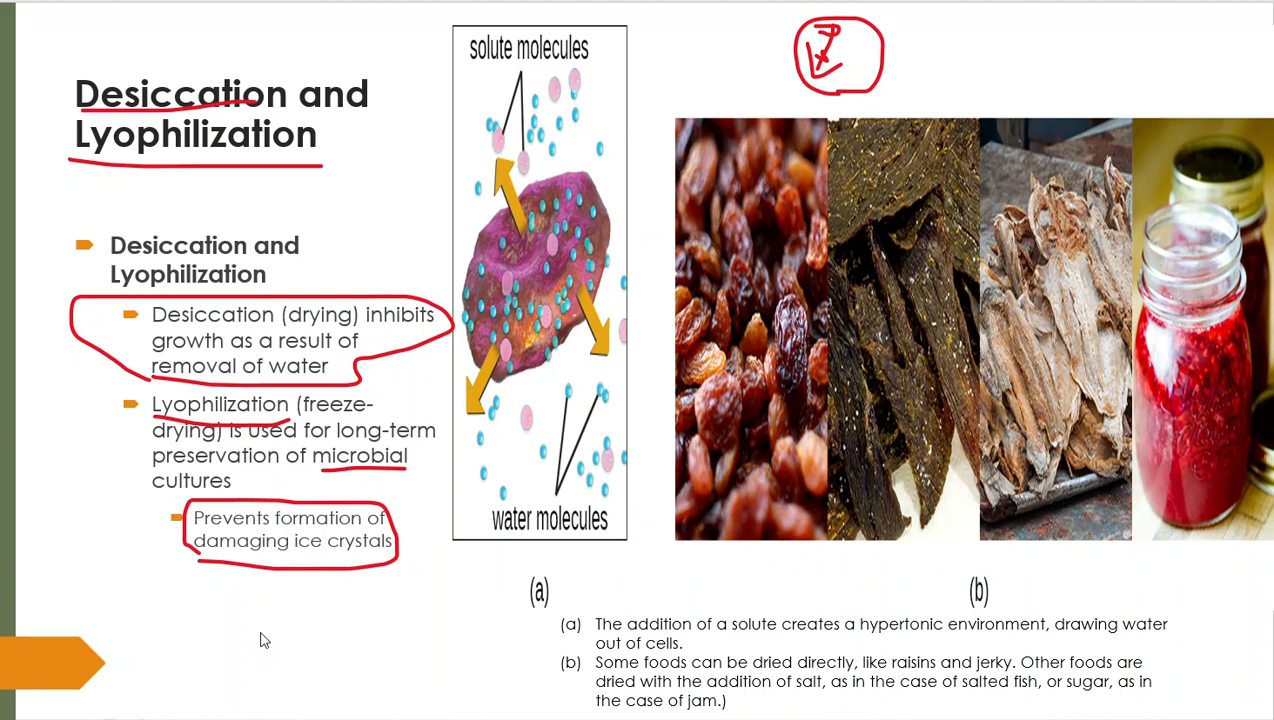 Desiccation and
Lyophilization
Desiccation and
Lyophilization
Desiccation (drying) inhibits
growth as a result of
removal of water
Lyophilization (freeze-
drying) is used for long-term
preservation of microbial
cultures
Prevents formation of
damaging ice crystals
solute molecules
water molecules
(a)
(b)
(a) The addition of a solute creates a hypertonic environment, drawing water
out of cells.
(b) Some foods can be dried directly, like raisins and jerky. Other foods are
dried with the addition of salt, as in the case of salted fish, or sugar, as in
the case of jam.)